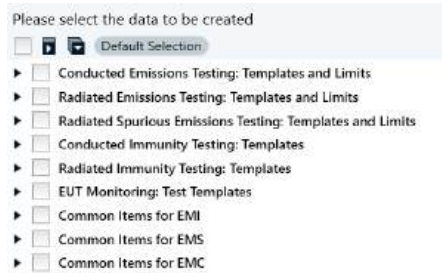 Please select the data to be created
Default Selection
Conducted Emissions Testing: Templates and Limits
Radiated Emissions Testing: Templates and Limits
Radiated Spurious Emissions Testing: Templates and Limits
Conducted Immunity Testing: Templates
Radiated Immunity Testing: Templates
EUT Monitoring: Test Templates
Common Items for EMI
Common Items for EMS
Common Items for EMC